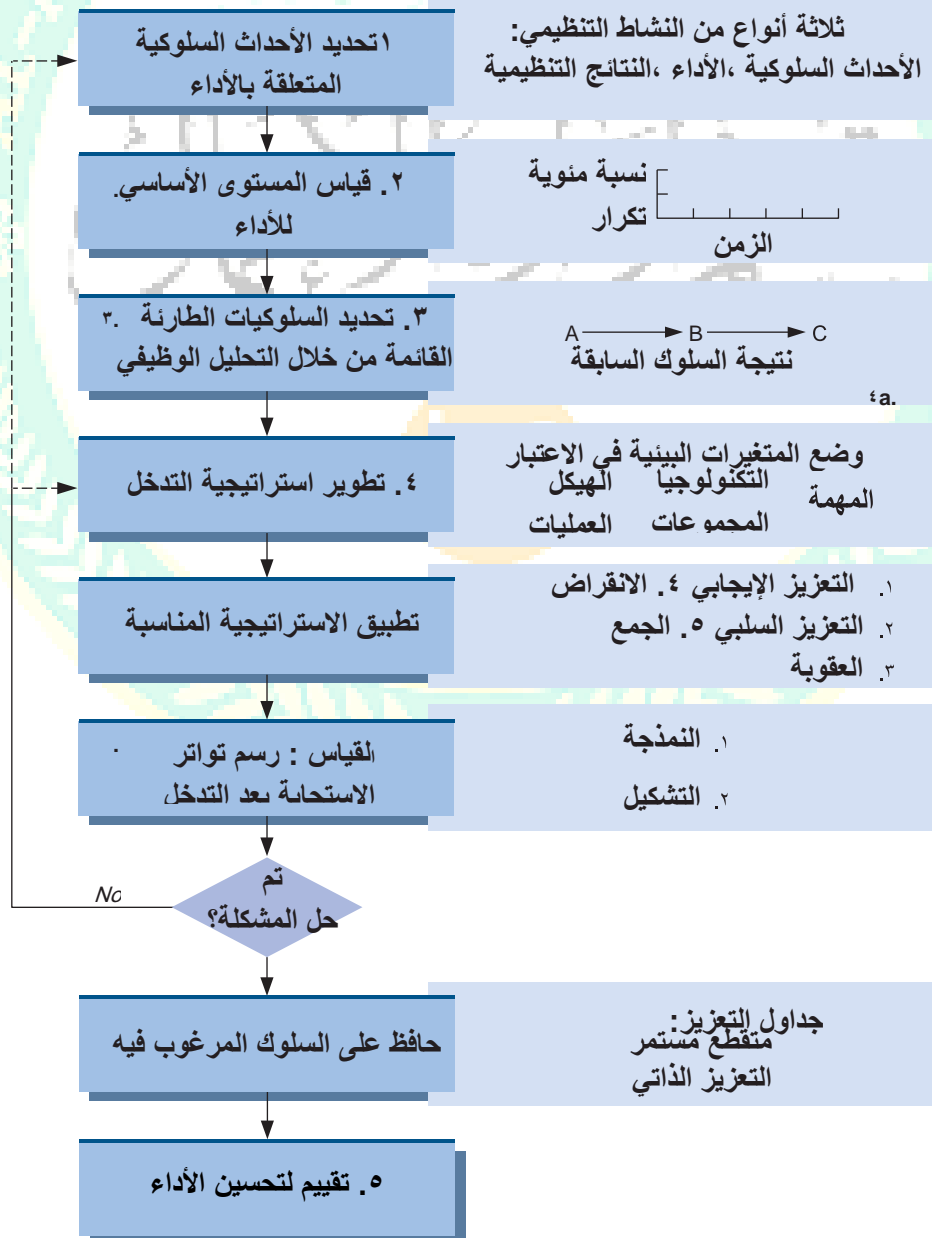 ١تحديد الأحداث السلوكية
المتعلقة بالأداء
ثلاثة أنواع من النشاط التنظيمي:
الأحداث السلوكية ،الأداء ،النتائج التنظيمية
٢. قياس المستوى الأساسي.
للأداء
نسبة مئوية
تكرار
الزمن
٣. تحديد السلوكيات الطارئة ٣.
القائمة من خلال التحليل الوظيفي
A B C
نتيجة السلوك السابقة
٤a.
٤. تطوير استراتيجية التدخل
وضع المتغيرات البيئية في الاعتبار
المهمة التكنولوجيا الهيكل
المجموعات العمليات
تطبيق الاستراتيجية المناسبة
١. التعزيز الإيجابي ٤. الانقراض
٢. التعزيز السلبي ٥. الجمع
٣. العقوبة
القياس : رسم تواتر .
الاستجابة بعد التدخل
١. النمذجة
٢. التشكيل
تم
حل المشكلة؟
No
حافظ على السلوك المرغوب فيه
جداول التعزيز:
متقطع مستمر
التعزيز الذاتي
٥. تقييم لتحسين الأداء